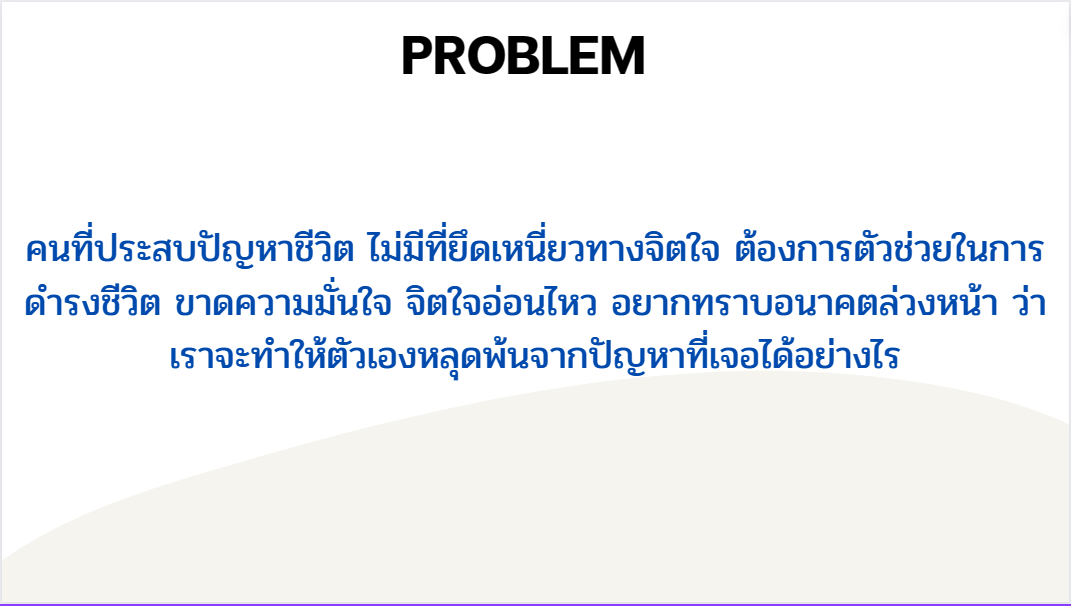 PROBLEM
คนที่ประสบปัญหาชีวิต ไม่มีที่ยึดเหนี่ยวทางจิตใจ ต้องการตัวช่วยในการ
ดำรงชีวิต ขาดความมั่นใจ จิตใจอ่อนไหว อยากทราบอนาคตล่วงหน้า ว่า
เราจะทำให้ตัวเองหลุดพ้นจากปัญหาที่เจอได้อย่างไร